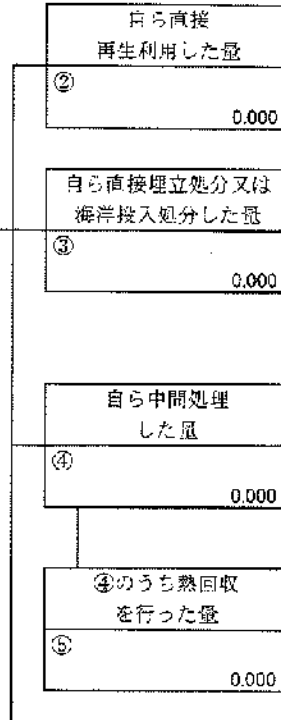 自ら直接
再生利用した量
②
0.000
自ら直接埋立処分又は
海洋投入処分した量
③
0.000
自ら中間処理
した量
④
0.000
④のうち熱回収
を行った量
⑤
0.000